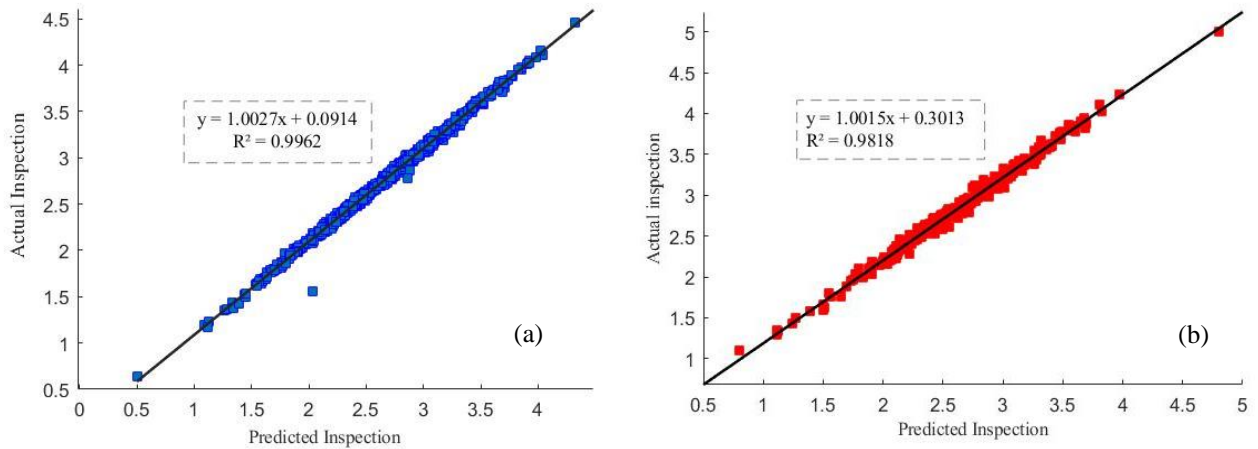 4.5
4
3.5
3
2.5
2
1.5
1
0.5
Actual Inspection
y = 1.0027x + 0.0914
R² = 0.9962
(a)
0 0.5 1 1.5 2 2.5 3 3.5 4
Predicted Inspection
5
4.5
4
3.5
3
2.5
2
1.5
1
Actual inspection
y = 1.0015x + 0.3013
R² = 0.9818
(b)
0.5 1 1.5 2 2.5 3 3.5 4 4.5 5
Predicted Inspection